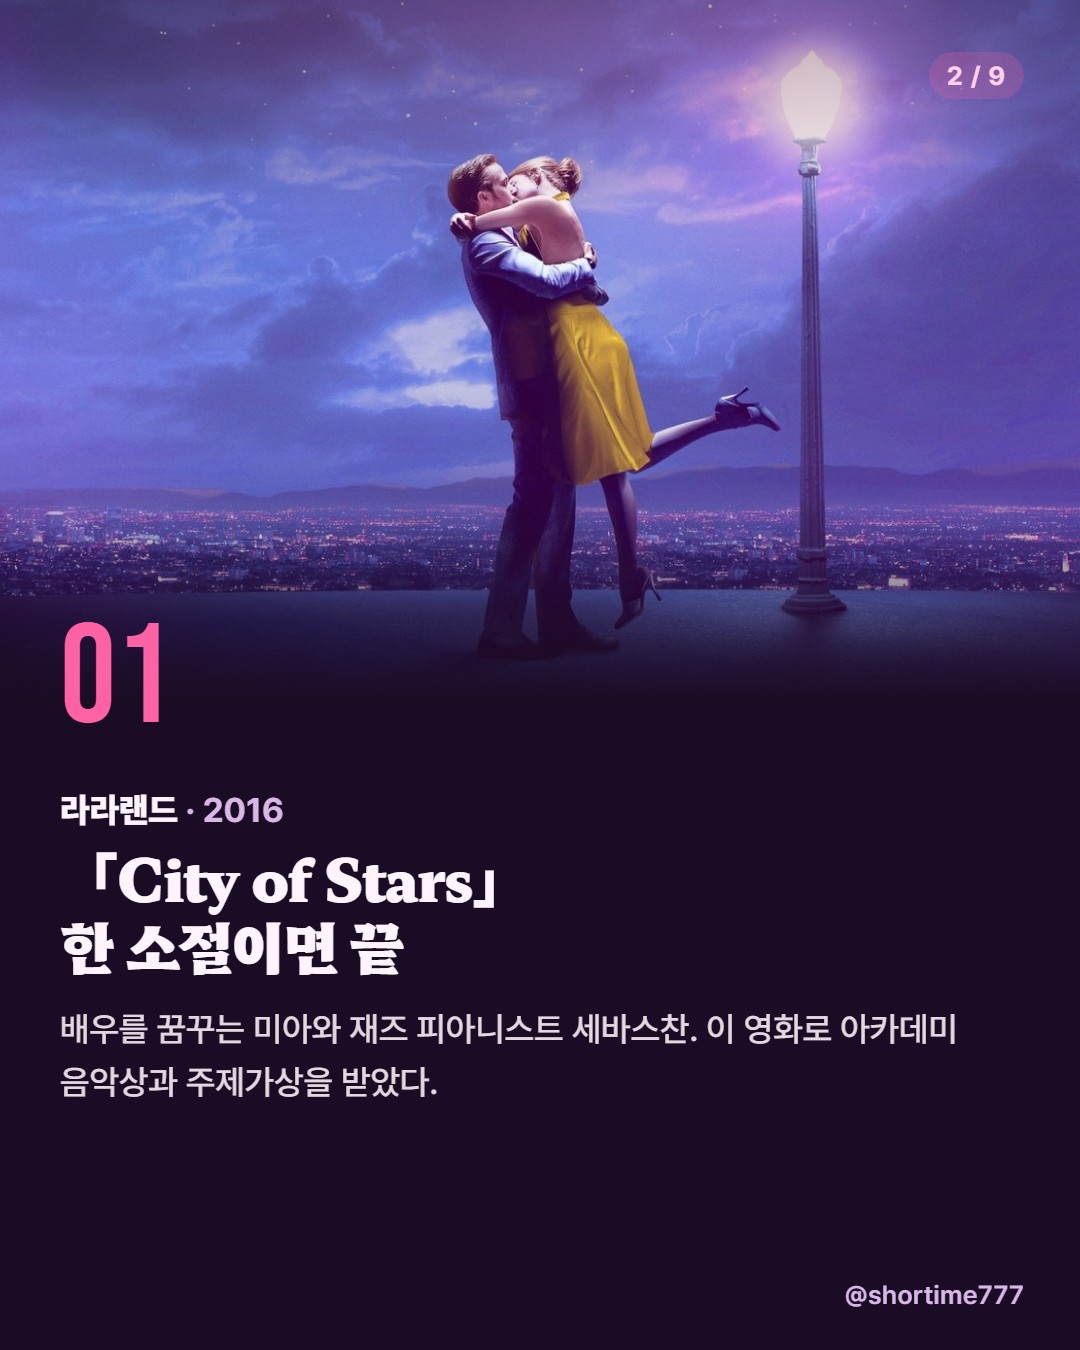 2 / 9
01
라라랜드 · 2016
「City of Stars」
한 소절이면 끝
배우를 꿈꾸는 미아와 재즈 피아니스트 세바스찬. 이 영화로 아카데미
음악상과 주제가상을 받았다.
@shortime777